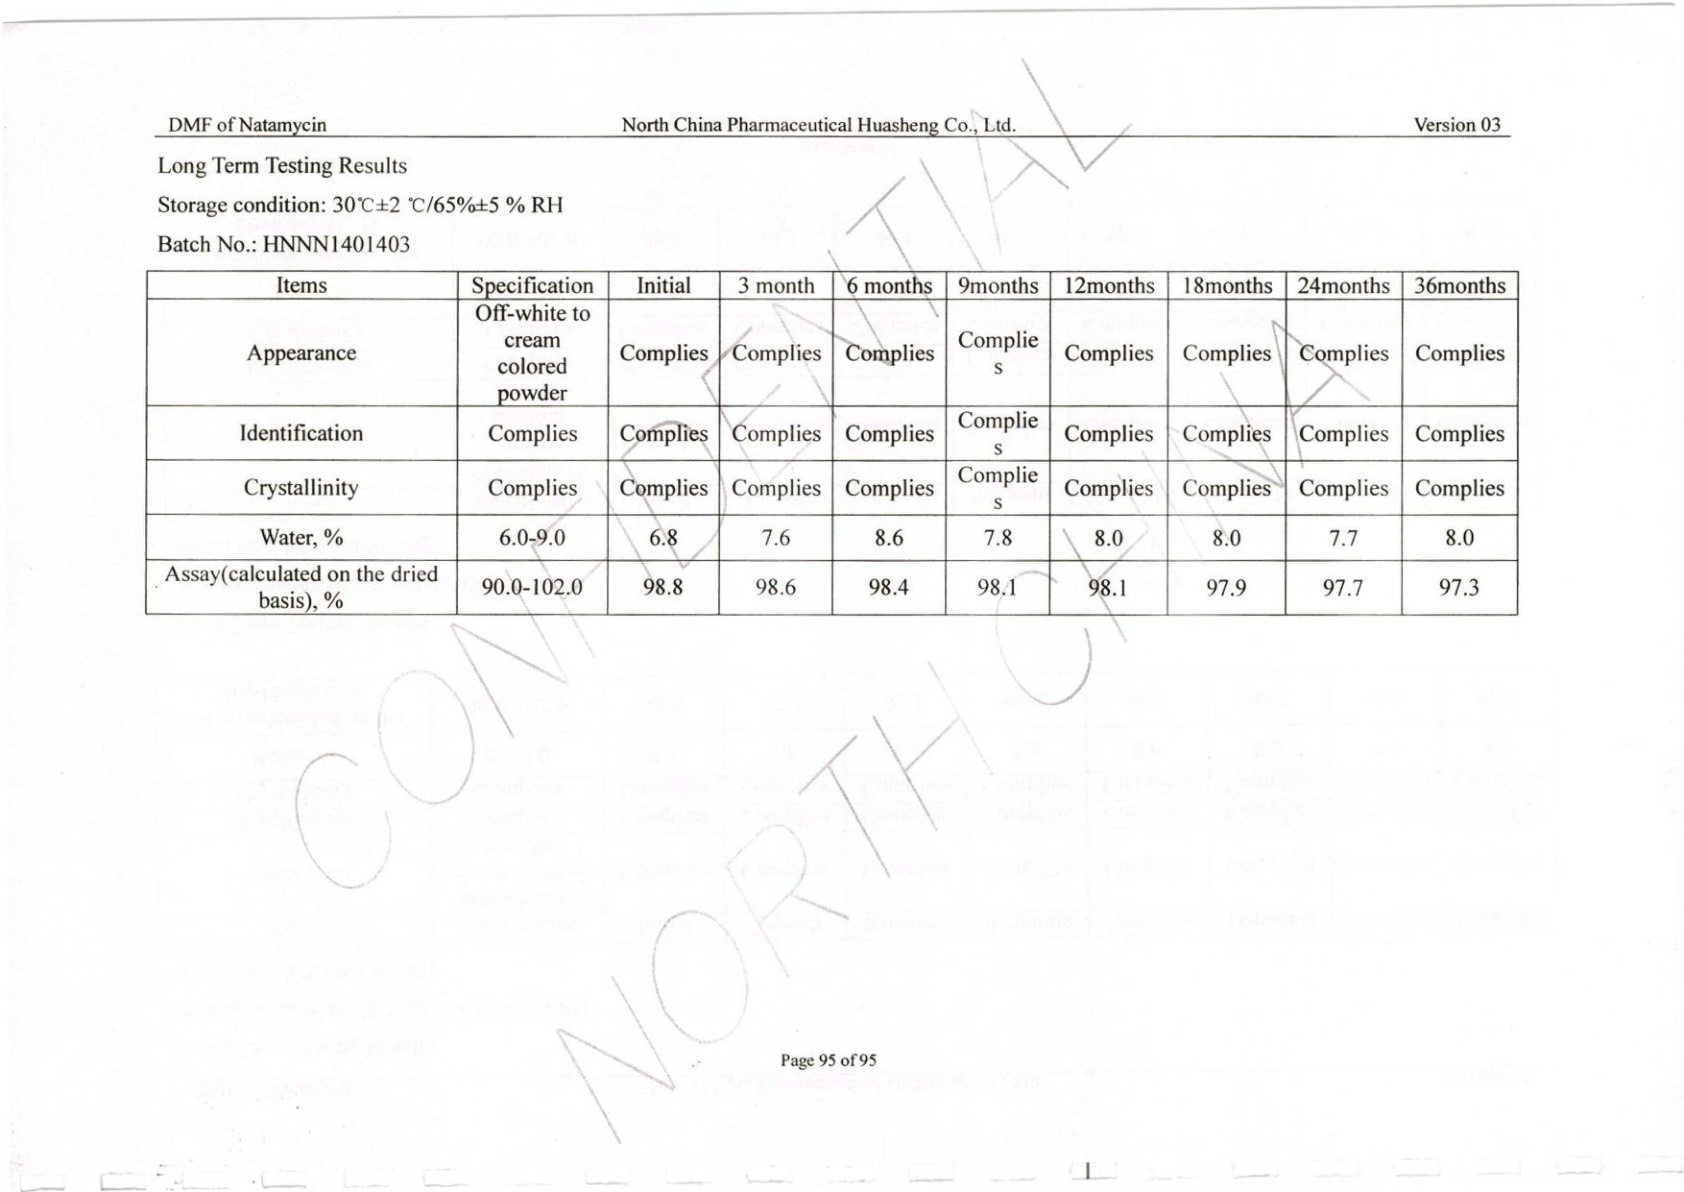 DMF of Natamycin North China Pharmaceutical Huasheng Co., Ltd. Version 03
Long Term Testing Results
Storage condition: 30℃±2 ℃/65%±5 % RH
Batch No.: HNNN1401403
Items Specification Initial 3 month 6 months 9months 12months 18months 24months 36months
Appearance Off-white to cream colored powder Complies Complies Complies Complies Complies Complies Complies Complies
Identification Complies Complies Complies Complies Complies Complies Complies Complies Complies
Crystallinity Complies Complies Complies Complies Complies Complies Complies Complies Complies
Water, % 6.0-9.0 6.8 7.6 8.6 7.8 8.0 8.0 7.7 8.0
Assay(calculated on the dried basis), % 90.0-102.0 98.8 98.6 98.4 98.1 98.1 97.9 97.7 97.3
CONFIDENTIAL
NORTH CHINA
Page 95 of 95